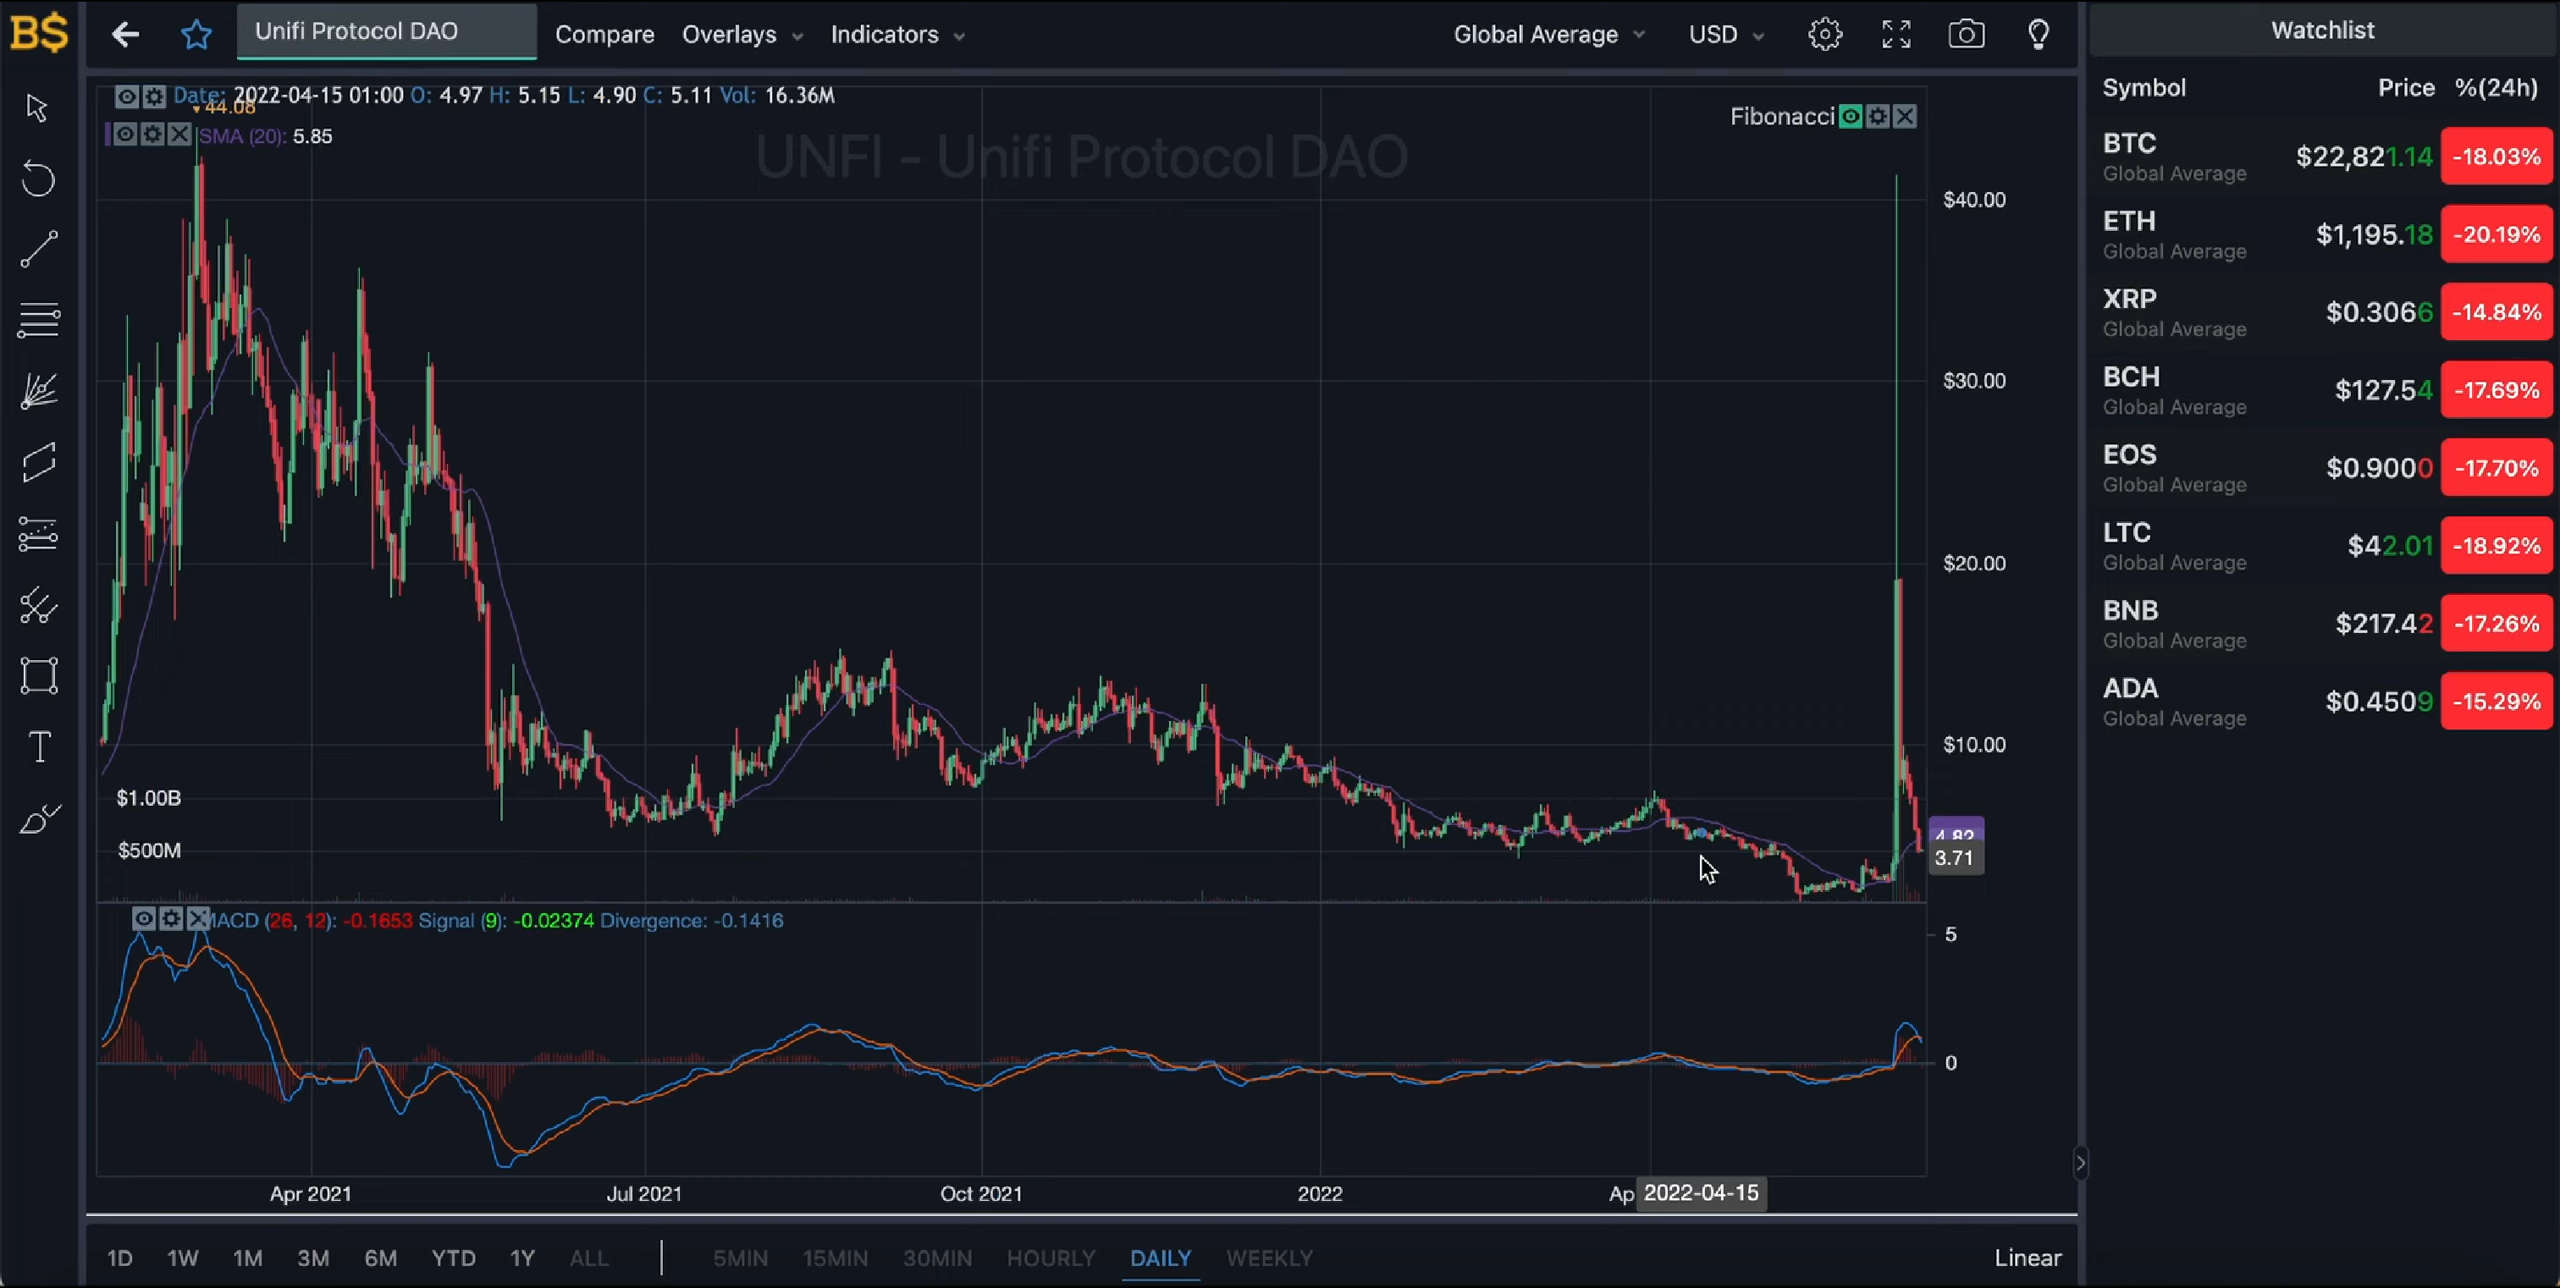 B$
Unifi Protocol DAO
Compare
Overlays
Indicators
Global Average
USD
Date: 2022-04-15 01:00 O: 4.97 H: 5.15 L: 4.90 C: 5.11 Vol: 16.36M
44.08
SMA (20): 5.85
Fibonacci
UNFI - Unifi Protocol DAO
$40.00
$30.00
$20.00
$10.00
$1.00B
$500M
4.82
3.71
MACD (26, 12): -0.1653 Signal (9): -0.02374 Divergence: -0.1416
5
0
Apr 2021
Jul 2021
Oct 2021
2022
Ap
2022-04-15
1D
1W
1M
3M
6M
YTD
1Y
ALL
5MIN
15MIN
30MIN
HOURLY
DAILY
WEEKLY
Linear
Watchlist
Symbol Price %(24h)
BTC $22,821.14 -18.03%
Global Average
ETH $1,195.18 -20.19%
Global Average
XRP $0.3066 -14.84%
Global Average
BCH $127.54 -17.69%
Global Average
EOS $0.9000 -17.70%
Global Average
LTC $42.01 -18.92%
Global Average
BNB $217.42 -17.26%
Global Average
ADA $0.4509 -15.29%
Global Average